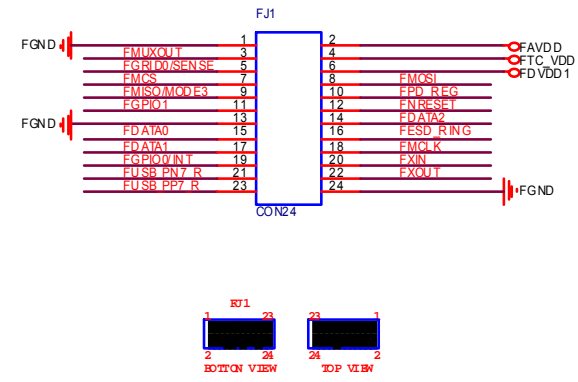 FJ1
FGND 1 2 FAVDD
FMUXOUT 3 4 FTC_VDD
FGRID0/SENSE 5 6 FDVDD1
FMCS 7 8 FMOSI
FMISO/MODE3 9 10 FPD_REG
FGPIO1 11 12 FNRESET
FGND 13 14 FDATA2
FDATA0 15 16 FESD_RING
FDATA1 17 18 FMCLK
FGPIO0/INT 19 20 FXIN
FUSB_PN7_R 21 22 FXOUT
FUSB_PP7_R 23 24 FGND
CON24
1 23 23 1
2 24 24 2
BOTTON VIEW TOP VIEW